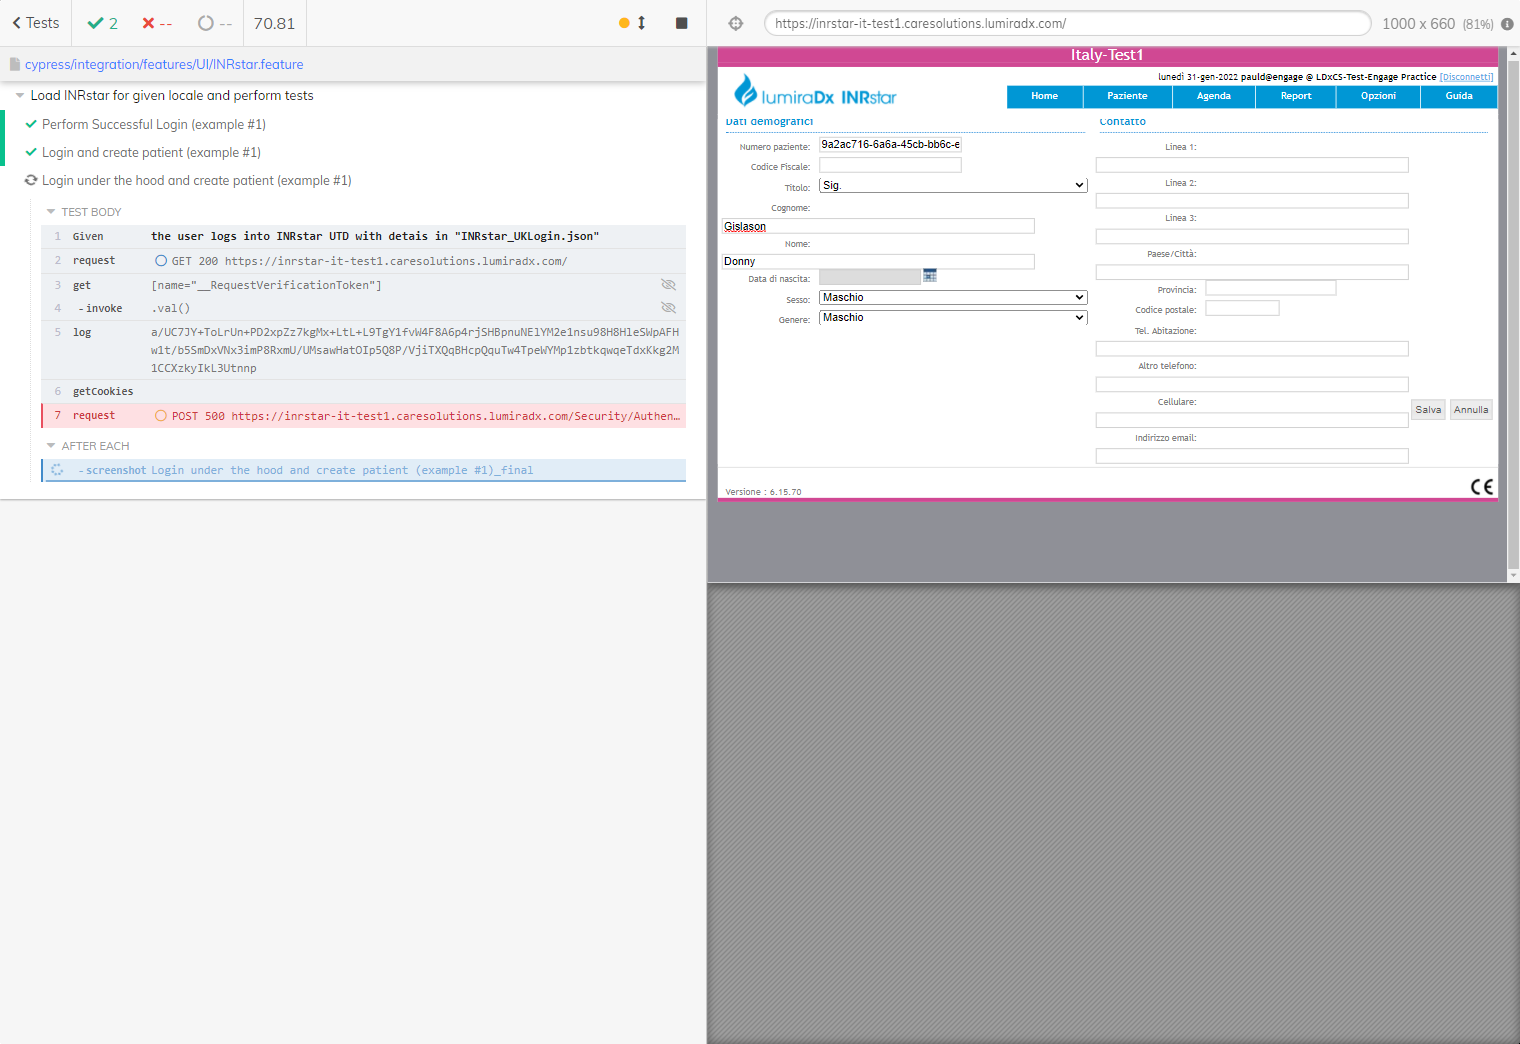 Tests
2
--
--
70.81
cypress/integration/features/UI/INRstar.feature
Load INRstar for given locale and perform tests
Perform Successful Login (example #1)
Login and create patient (example #1)
Login under the hood and create patient (example #1)
TEST BODY
1 Given the user logs into INRstar UTD with detais in "INRstar_UKLogin.json"
2 request GET 200 https://inrstar-it-test1.caresolutions.lumiradx.com/
3 get [name="__RequestVerificationToken"]
4 -invoke .val()
5 log a/UC7JY+ToLrUn+PD2xpZz7kgMx+LtL+L9TgY1fvW4F8A6p4rjSHBpnuNElYM2e1nsu98H8HleSWpAFH
w1t/b5SmDxVNx3imP8RxmU/UMsawHatOIp5Q8P/VjiTXQqBHcpQquTw4TpeWYMp1zbtkqwqeTdxKkg2M
1CCXzkyIkL3Utnnp
6 getCookies
7 request POST 500 https://inrstar-it-test1.caresolutions.lumiradx.com/Security/Authen…
AFTER EACH
-screenshot Login under the hood and create patient (example #1)_final
https://inrstar-it-test1.caresolutions.lumiradx.com/
1000 x 660 (81%)
Italy-Test1
lunedì 31-gen-2022 pauld@engage @ LDxCS-Test-Engage Practice [Disconnetti]
lumiraDx INRstar
Home Paziente Agenda Report Opzioni Guida
Dati demografici
Numero paziente: 9a2ac716-6a6a-45cb-bb6c-e
Codice Fiscale:
Titolo: Sig.
Cognome:
Gislason
Nome:
Donny
Data di nascita:
Sesso: Maschio
Genere: Maschio
Contatto
Linea 1:
Linea 2:
Linea 3:
Paese/Città:
Provincia:
Codice postale:
Tel. Abitazione:
Altro telefono:
Cellulare:
Salva Annulla
Indirizzo email:
Versione : 6.15.70
CE